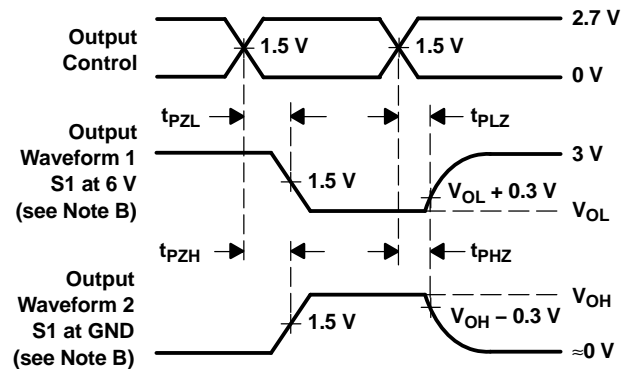 Output
Control
2.7 V
1.5 V
1.5 V
0 V
tPZL
tPLZ
Output
Waveform 1
S1 at 6 V
(see Note B)
3 V
1.5 V
VOL + 0.3 V
VOL
tPZH
tPHZ
Output
Waveform 2
S1 at GND
(see Note B)
VOH
1.5 V
VOH − 0.3 V
≈0 V